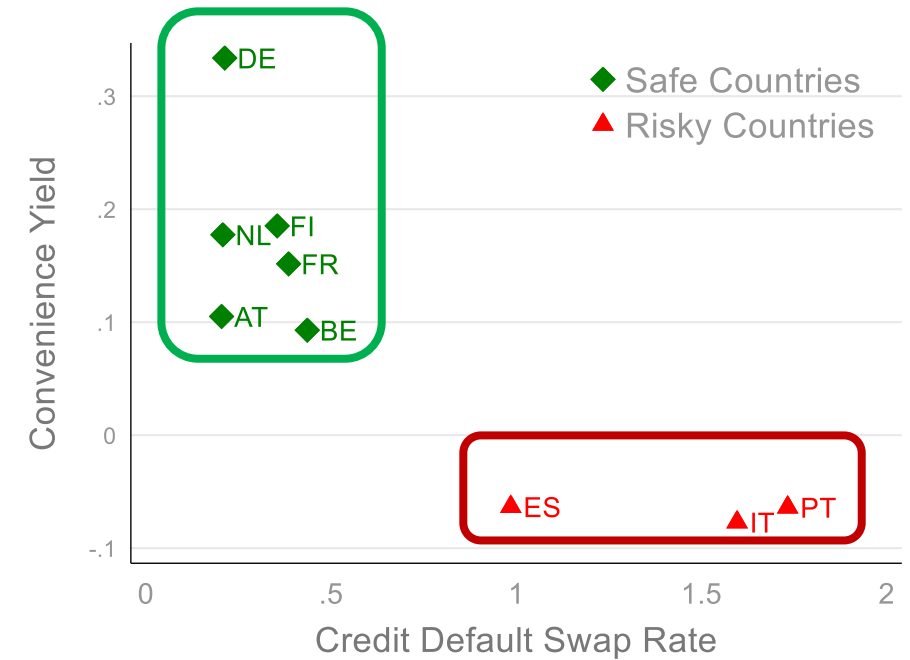 DE
.3
Safe Countries
Risky Countries
.2
NL
FI
FR
.1
AT
BE
0
ES
IT
PT
-.1
0 .5 1 1.5 2
Credit Default Swap Rate
Convenience Yield